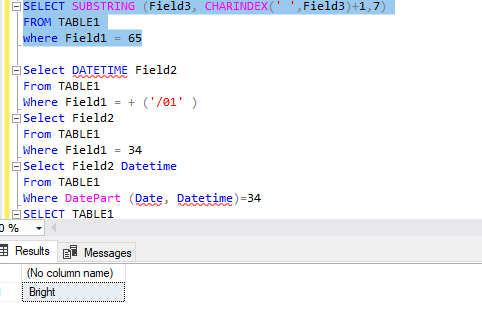 SELECT SUBSTRING (Field3, CHARINDEX(' ',Field3)+1,7)
FROM TABLE1
where Field1 = 65
Select DATETIME Field2
From TABLE1
Where Field1 = + ('/01' )
Select Field2
From TABLE1
Where Field1 = 34
Select Field2 Datetime
From TABLE1
Where DatePart (Date, Datetime)=34
SELECT TABLE1
0 %
Results Messages
(No column name)
Bright